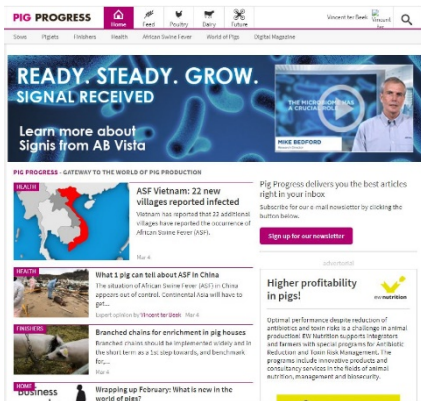 PIG PROGRESS
Home
Feed
Poultry
Dairy
Future
Vincent ter Beek
Vincent
ter
Sows Piglets Finishers Health African Swine Fever World of Pigs Digital Magazine
READY. STEADY. GROW.
SIGNAL RECEIVED
Learn more about
Signis from AB Vista
THE MICROBIOME HAS
A CRUCIAL ROLE
MIKE BEDFORD
PIG PROGRESS - GATEWAY TO THE WORLD OF PIG PRODUCTION
HEALTH
ASF Vietnam: 22 new
villages reported infected
Vietnam has reported that 22 additional
villages have reported the occurrence of
African Swine Fever (ASF).
Mar 4
HEALTH
What 1 pig can tell about ASF in China
The situation of African Swine Fever (ASF) in China
appears out of control. Continental Asia will have to
get...
Expert opinion by Vincent ter Beek Mar 4
FINISHERS
Branched chains for enrichment in pig houses
Branched chains should be implemented widely and in
the short term as a 1st step towards, and benchmark
for,...
Mar 4
HOME
Business
Wrapping up February: What is new in the
world of pigs?
Pig Progress delivers you the best articles
right in your inbox
Subscribe for our e-mail newsletter by clicking the
button below.
Sign up for our newsletter
advertorial
Higher profitability
in pigs!
EW nutrition
Optimal performance despite reduction of
antibiotics and toxin risks is a challenge in animal
production! EW Nutrition supports integrators
and farmers with special programs for Antibiotic
Reduction and Toxin Risk Management. The
programs include innovative products and
consultancy services in the fields of animal
nutrition, management and biosecurity.